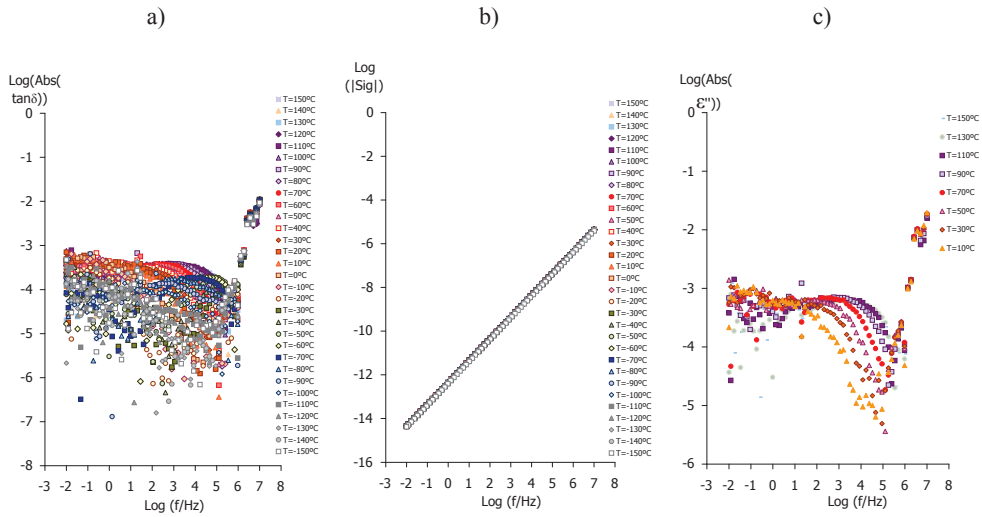 a)
Log(Abs(
tanδ))
0
-1
-2
-3
-4
-5
-6
-7
-8
-3 -2 -1 0 1 2 3 4 5 6 7 8
Log (f/Hz)
T=150ºC
T=140ºC
T=130ºC
T=120ºC
T=110ºC
T=100ºC
T=90ºC
T=80ºC
T=70ºC
T=60ºC
T=50ºC
T=40ºC
T=30ºC
T=20ºC
T=10ºC
T=0ºC
T=-10ºC
T=-20ºC
T=-30ºC
T=-40ºC
T=-50ºC
T=-60ºC
T=-70ºC
T=-80ºC
T=-90ºC
T=-100ºC
T=-110ºC
T=-120ºC
T=-130ºC
T=-140ºC
T=-150ºC
b)
Log
(|Sig|)
0
-2
-4
-6
-8
-10
-12
-14
-16
-3 -2 -1 0 1 2 3 4 5 6 7 8
Log (f/Hz)
T=150ºC
T=140ºC
T=130ºC
T=120ºC
T=110ºC
T=100ºC
T=90ºC
T=80ºC
T=70ºC
T=60ºC
T=50ºC
T=40ºC
T=30ºC
T=20ºC
T=10ºC
T=0ºC
T=-10ºC
T=-20ºC
T=-30ºC
T=-40ºC
T=-50ºC
T=-60ºC
T=-70ºC
T=-80ºC
T=-90ºC
T=-100ºC
T=-110ºC
T=-120ºC
T=-130ºC
T=-140ºC
T=-150ºC
c)
Log(Abs(
ε''))
0
-1
-2
-3
-4
-5
-6
-3 -2 -1 0 1 2 3 4 5 6 7 8
Log (f/Hz)
T=150ºC
T=130ºC
T=110ºC
T=90ºC
T=70ºC
T=50ºC
T=30ºC
T=10ºC